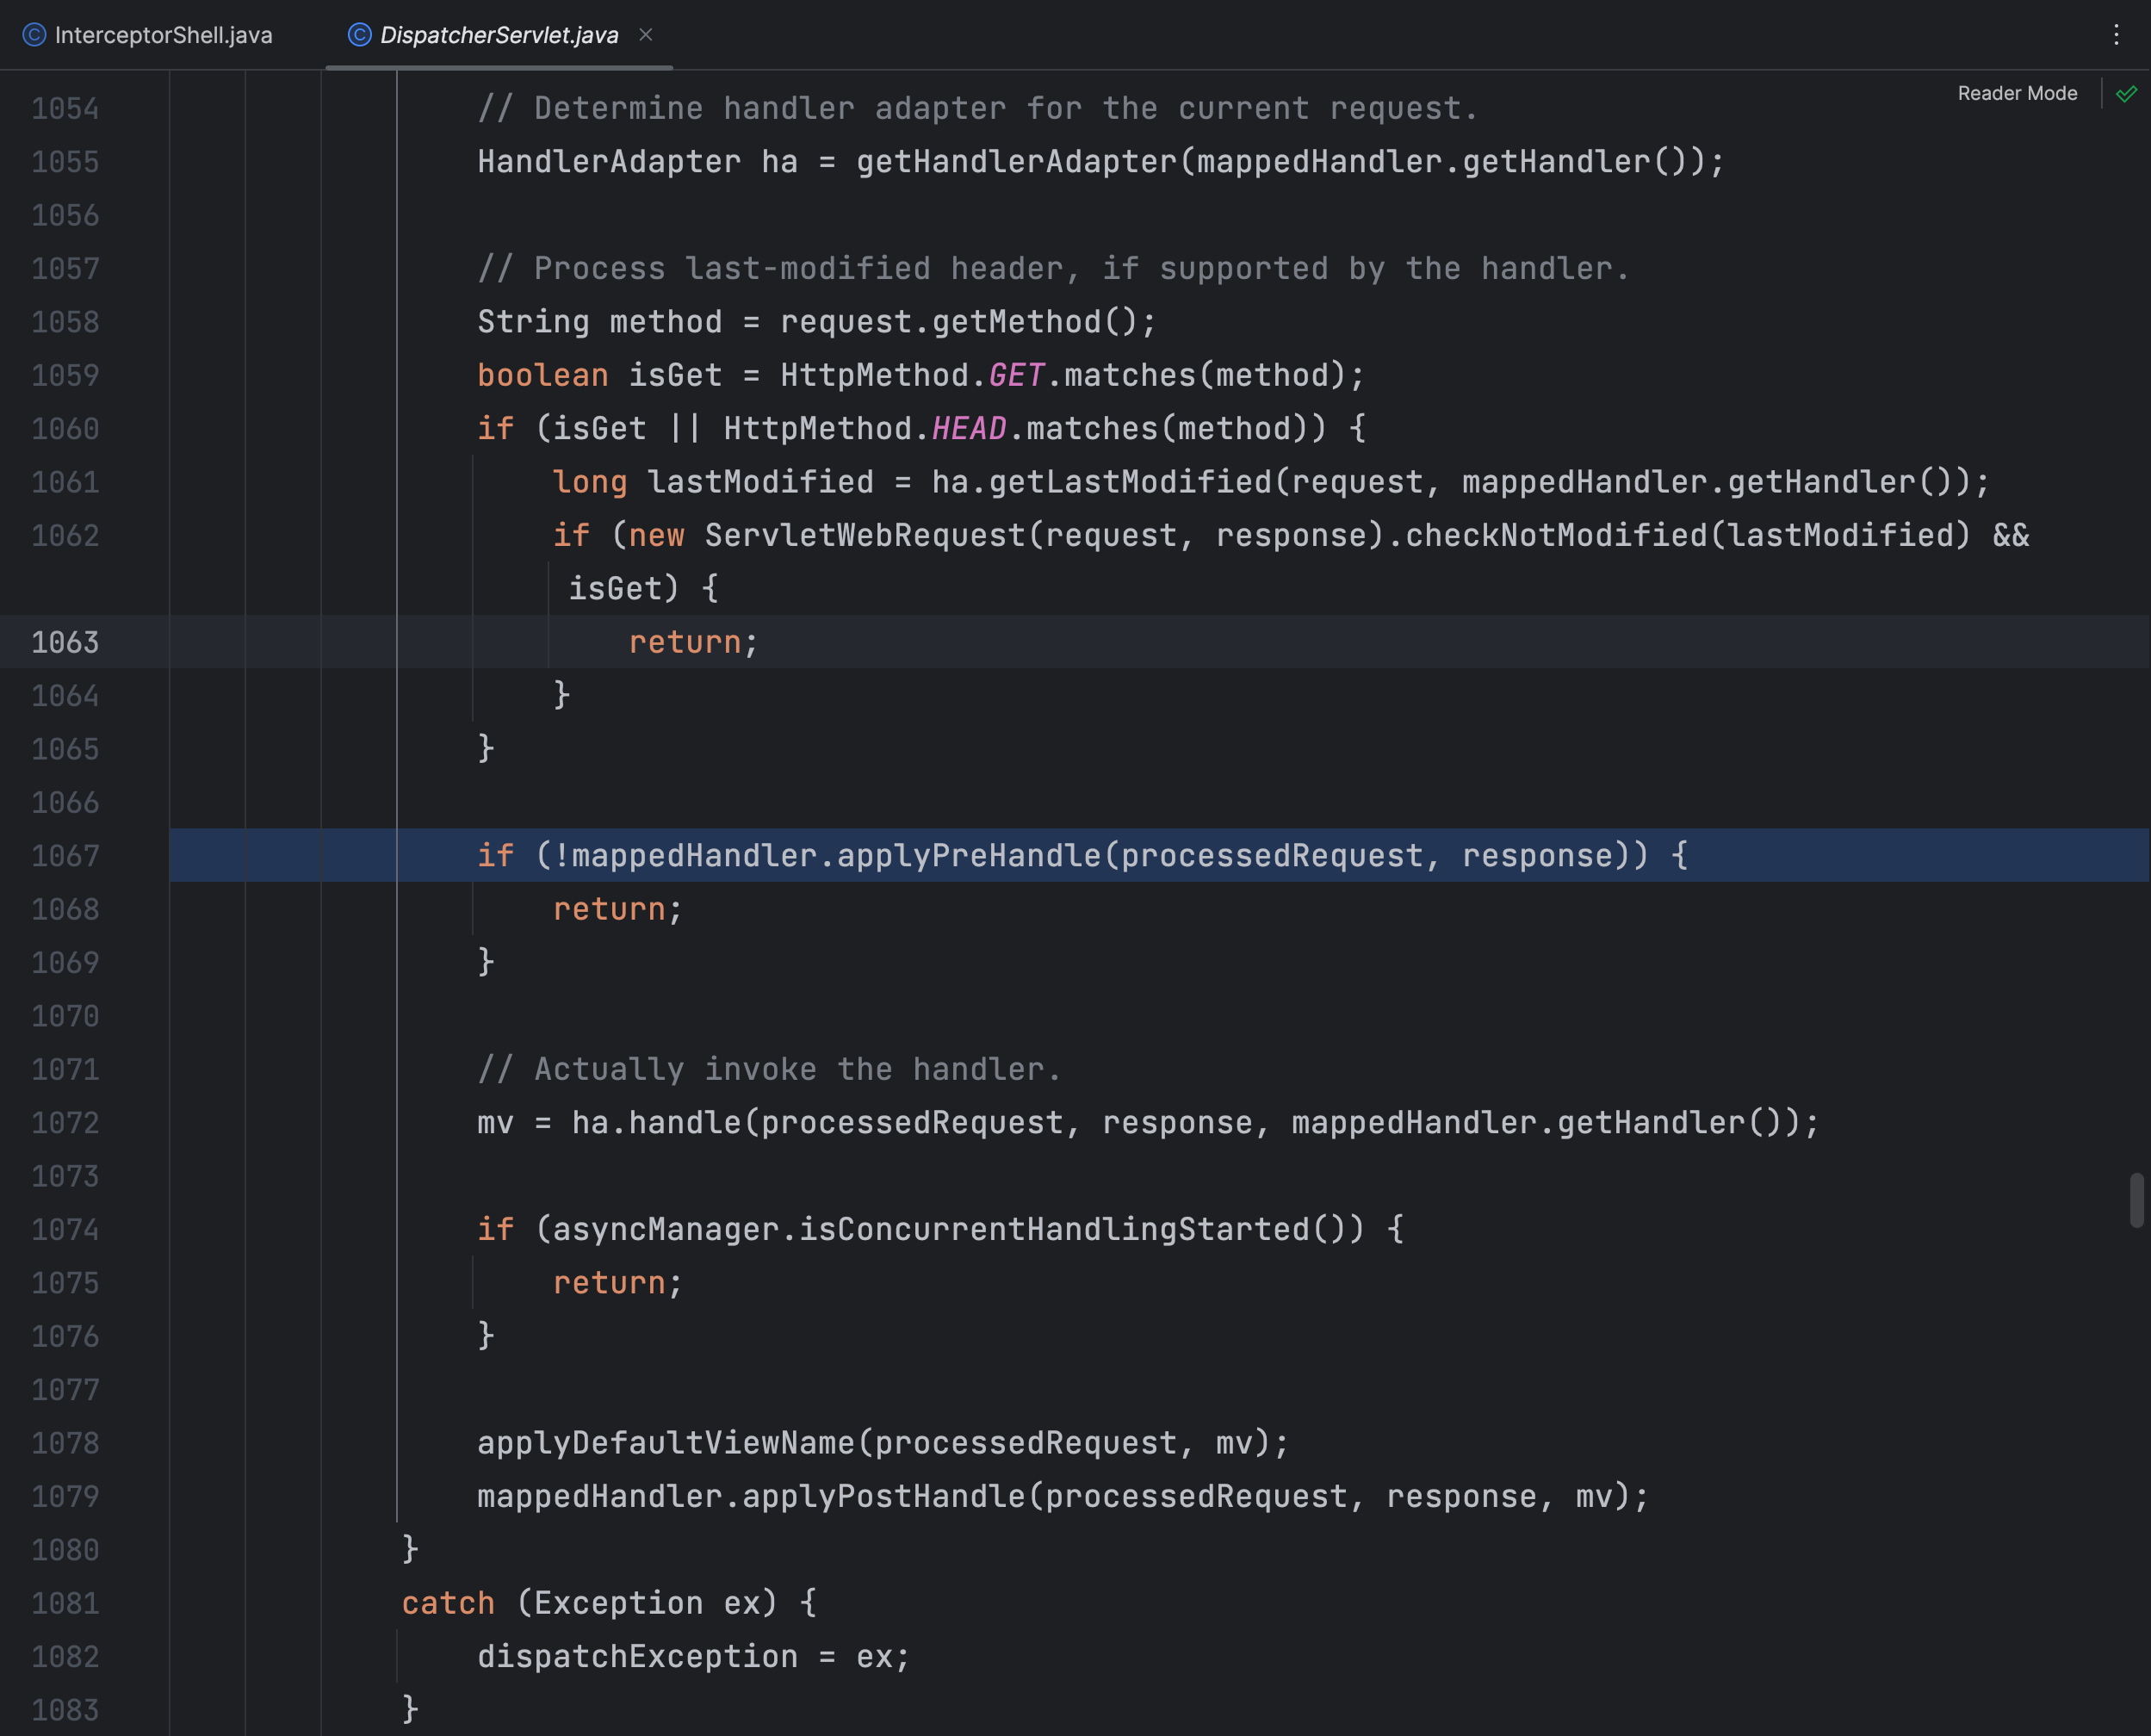 InterceptorShell.java DispatcherServlet.java
Reader Mode
1054 // Determine handler adapter for the current request.
1055 HandlerAdapter ha = getHandlerAdapter(mappedHandler.getHandler());
1056
1057 // Process last-modified header, if supported by the handler.
1058 String method = request.getMethod();
1059 boolean isGet = HttpMethod.GET.matches(method);
1060 if (isGet || HttpMethod.HEAD.matches(method)) {
1061 long lastModified = ha.getLastModified(request, mappedHandler.getHandler());
1062 if (new ServletWebRequest(request, response).checkNotModified(lastModified) &&
isGet) {
1063 return;
1064 }
1065 }
1066
1067 if (!mappedHandler.applyPreHandle(processedRequest, response)) {
1068 return;
1069 }
1070
1071 // Actually invoke the handler.
1072 mv = ha.handle(processedRequest, response, mappedHandler.getHandler());
1073
1074 if (asyncManager.isConcurrentHandlingStarted()) {
1075 return;
1076 }
1077
1078 applyDefaultViewName(processedRequest, mv);
1079 mappedHandler.applyPostHandle(processedRequest, response, mv);
1080 }
1081 catch (Exception ex) {
1082 dispatchException = ex;
1083 }